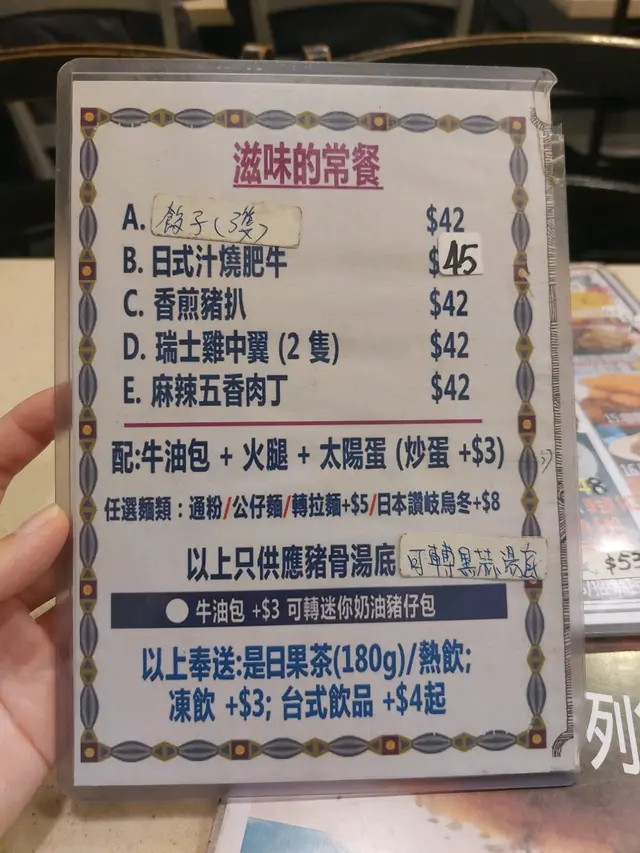 滋味的常餐
A. 餃子(3隻) $42
B. 日式汁燒肥牛 $45
C. 香煎豬扒 $42
D. 瑞士雞中翼 (2 隻) $42
E. 麻辣五香肉丁 $42
配:牛油包 + 火腿 + 太陽蛋 (炒蛋 +$3)
任選麵類：通粉/公仔麵/轉拉麵+$5/日本讚岐烏冬+$8
以上只供應豬骨湯底 可轉黑蒜湯底
牛油包 +$3 可轉迷你奶油豬仔包
以上奉送:是日果茶(180g)/熱飲;
凍飲 +$3; 台式飲品 +$4起
$53
列